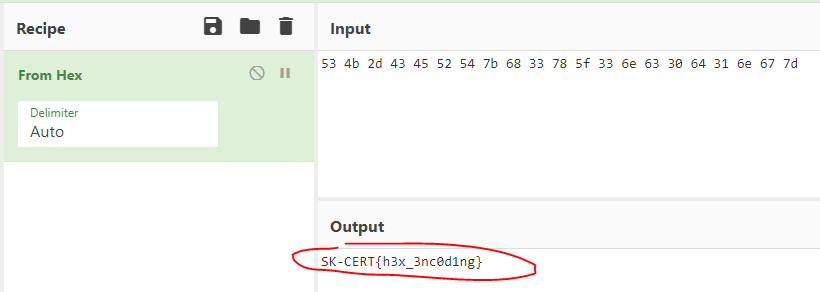 Recipe
From Hex
Delimiter
Auto
Input
53 4b 2d 43 45 52 54 7b 68 33 78 5f 33 6e 63 30 64 31 6e 67 7d
Output
SK-CERT{h3x_3nc0d1ng}